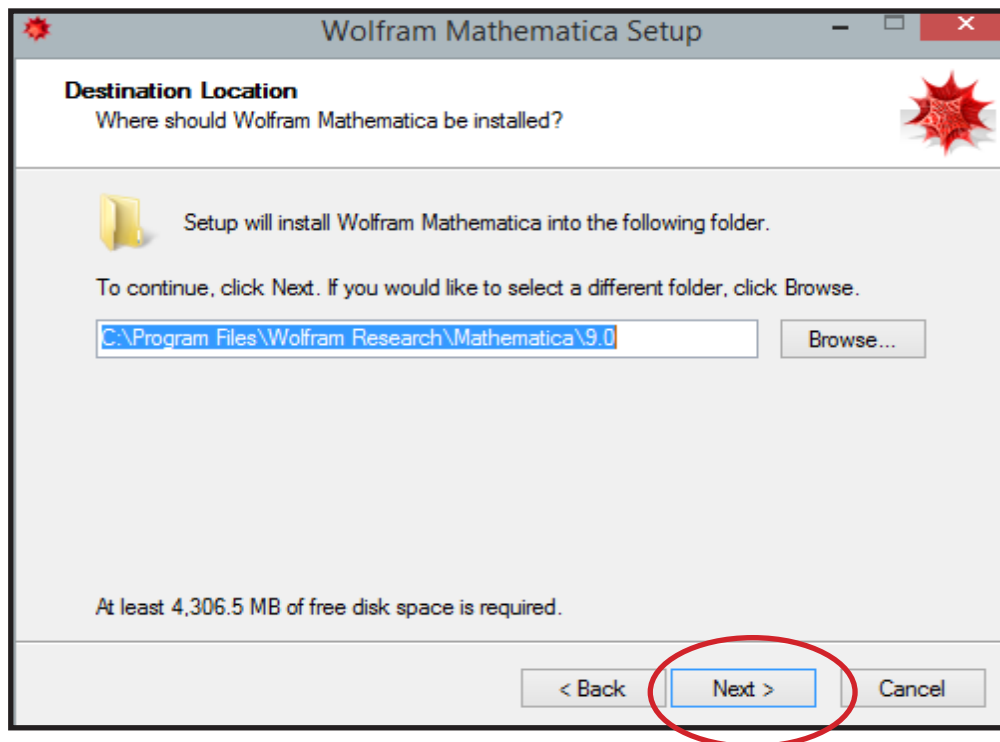 Wolfram Mathematica Setup
Destination Location
Where should Wolfram Mathematica be installed?
Setup will install Wolfram Mathematica into the following folder.
To continue, click Next. If you would like to select a different folder, click Browse.
C:\Program Files\Wolfram Research\Mathematica\9.0
Browse...
At least 4,306.5 MB of free disk space is required.
< Back Next > Cancel